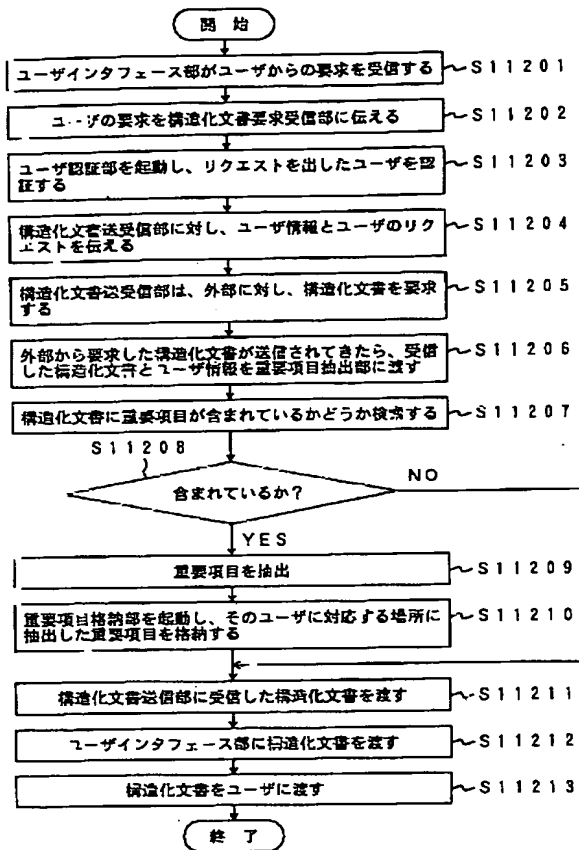 開始
ユーザインタフェース部がユーザからの要求を受信する
S11201
ユーザの要求を構造化文書要求受信部に伝える
S11202
ユーザ認証部を起動し、リクエストを出したユーザを認
証する
S11203
構造化文書送受信部に対し、ユーザ情報とユーザのリク
エストを伝える
S11204
構造化文書送受信部は、外部に対し、構造化文書を要求
する
S11205
外部から要求した構造化文書が送信されてきたら、受信
した構造化文書とユーザ情報を重要項目抽出部に渡す
S11206
構造化文書に重要項目が含まれているかどうか検索する
S11207
S11208
含まれているか?
NO
YES
重要項目を抽出
S11209
重要項目格納部を起動し、そのユーザに対応する場所に
抽出した重要項目を格納する
S11210
構造化文書送信部に受信した構造化文書を渡す
S11211
ユーザインタフェース部に構造化文書を渡す
S11212
構造化文書をユーザに渡す
S11213
終了